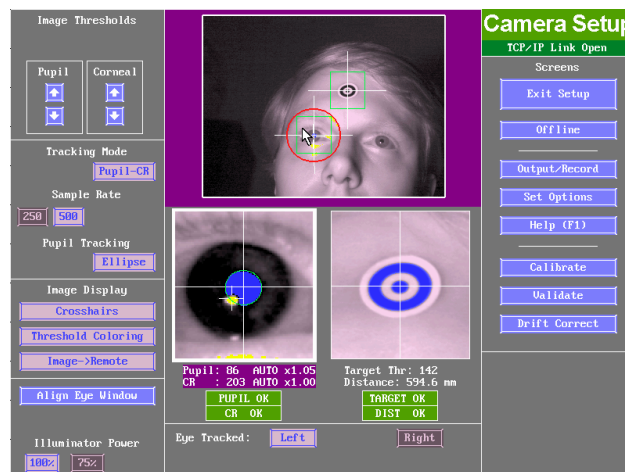 Image Thresholds
Pupil Corneal
Tracking Mode
Pupil-CR
Sample Rate
250 500
Pupil Tracking
Ellipse
Image Display
Crosshairs
Threshold Coloring
Image->Remote
Align Eye Window
Illuminator Power
100% 75%
Pupil: 86 AUTO x1.05
CR : 203 AUTO x1.00
PUPIL OK
CR OK
Target Thr: 142
Distance: 594.6 mm
TARGET OK
DIST OK
Eye Tracked: Left Right
Camera Setu
TCP/IP Link Open
Screens
Exit Setup
Offline
Output/Record
Set Options
Help (F1)
Calibrate
Validate
Drift Correct